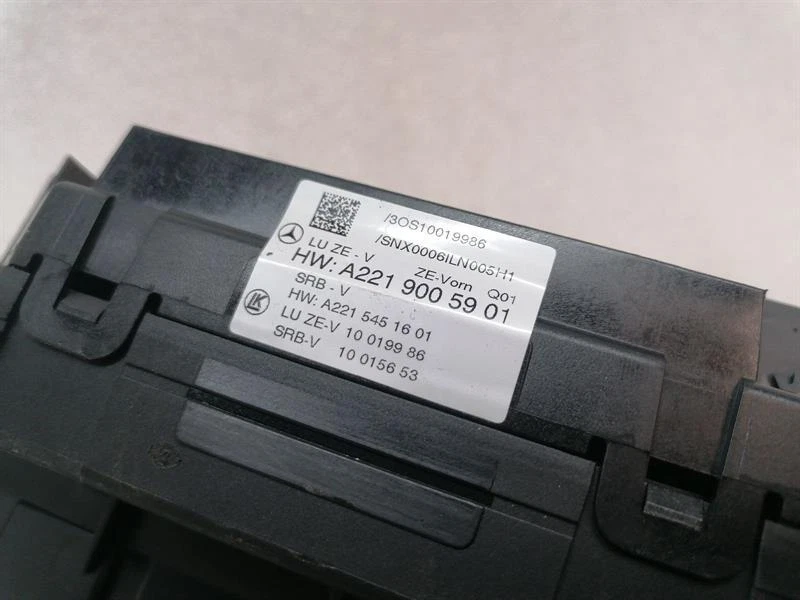 /3OS10019986
/SNX0006ILN005H1
LU ZE - V ZE-Vorn Q01
HW: A221 900 59 01
SRB - V
HW: A221 545 16 01
LU ZE-V 10 0199 86
SRB-V 10 0156 53
LK